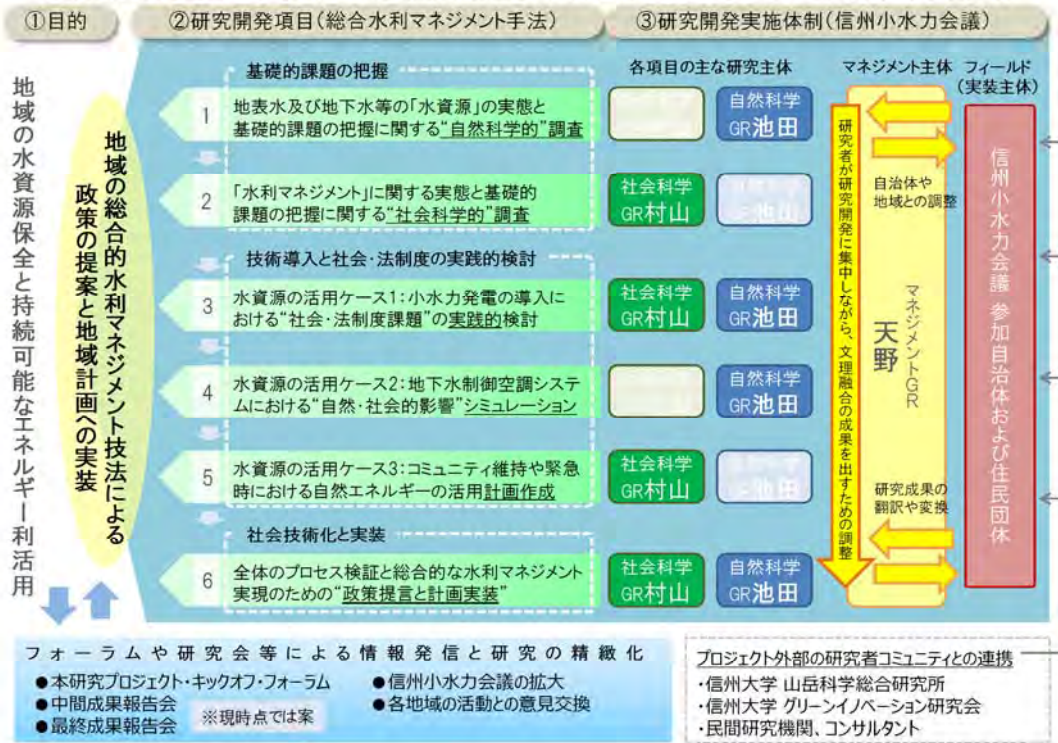 ①目的
②研究開発項目(総合水利マネジメント手法)
③研究開発実施体制(信州小水力会議)
地域の水資源保全と持続可能なエネルギー利活用
地域の総合的水利マネジメント技法による
政策の提案と地域計画への実装
基礎的課題の把握
各項目の主な研究主体
マネジメント主体
フィールド
(実装主体)
1
地表水及び地下水等の「水資源」の実態と
基礎的課題の把握に関する“自然科学的”調査
自然科学
GR池田
2
「水利マネジメント」に関する実態と基礎的
課題の把握に関する“社会科学的”調査
社会科学
GR村山
池田
技術導入と社会・法制度の実践的検討
3
水資源の活用ケース1:小水力発電の導入に
おける“社会・法制度課題”の実践的検討
社会科学
GR村山
自然科学
GR池田
4
水資源の活用ケース2:地下水制御空調システ
ムにおける“自然・社会的影響”シミュレーション
自然科学
GR池田
5
水資源の活用ケース3:コミュニティ維持や緊急
時における自然エネルギーの活用計画作成
社会科学
GR村山
池田
社会技術化と実装
6
全体のプロセス検証と総合的な水利マネジメント
実現のための“政策提言と計画実装”
社会科学
GR村山
自然科学
GR池田
研究者が研究開発に集中しながら、文理融合の成果を出すための調整
自治体や
地域との調整
マネジメントGR
天野
研究成果の
翻訳や変換
信州小水力会議 参加自治体および住民団体
フォーラムや研究会等による情報発信と研究の精緻化
●本研究プロジェクト・キックオフ・フォーラム
●中間成果報告会
●最終成果報告会
※現時点では案
●信州小水力会議の拡大
●各地域の活動との意見交換
プロジェクト外部の研究者コミュニティとの連携
・信州大学 山岳科学総合研究所
・信州大学 グリーンイノベーション研究会
・民間研究機関、コンサルタント